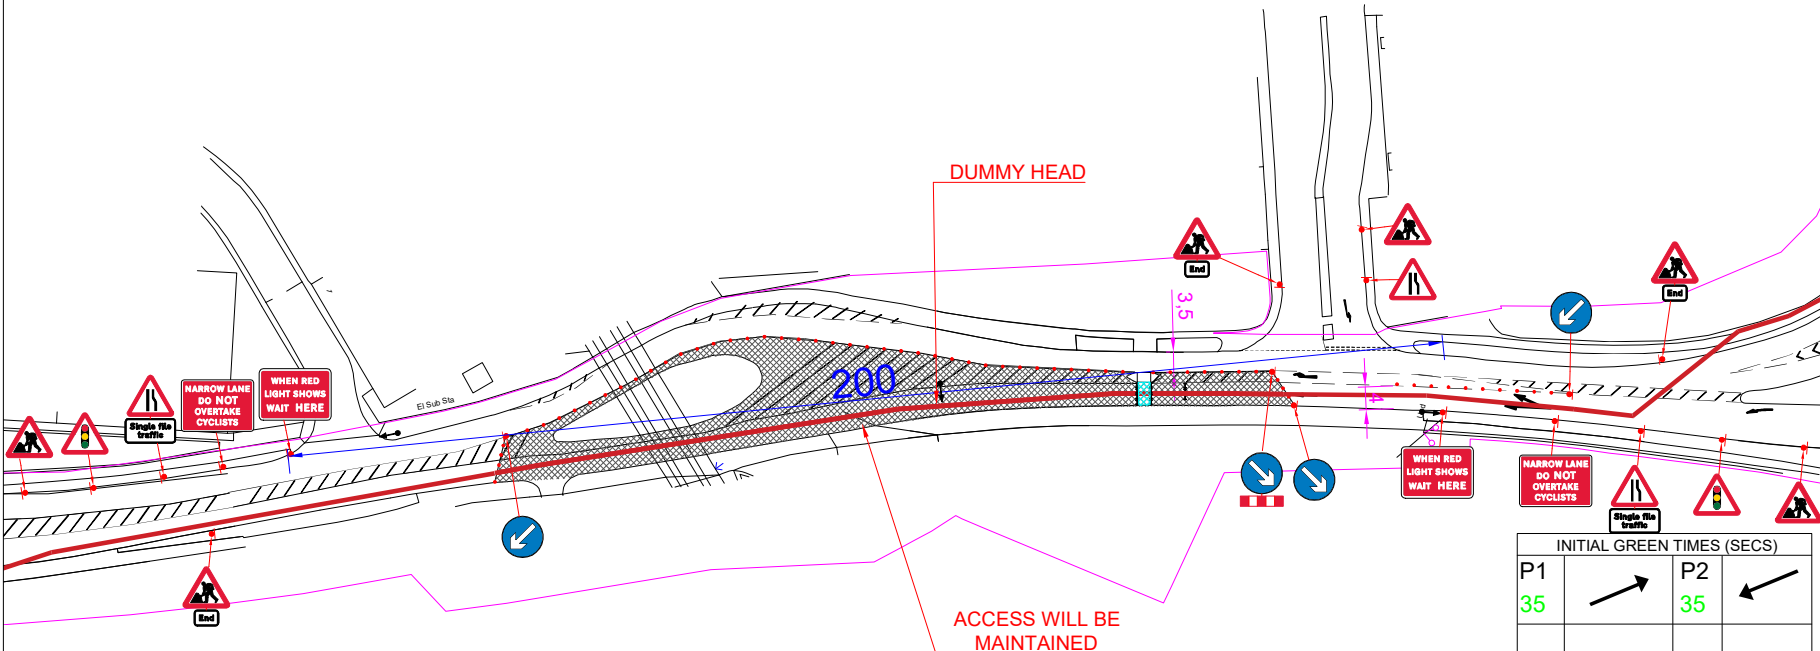 DUMMY HEAD
End
3,5
End
200
El Sub Sta
4
NARROW LANE
DO NOT
OVERTAKE
CYCLISTS
WHEN RED
LIGHT SHOWS
WAIT HERE
Single file
traffic
WHEN RED
LIGHT SHOWS
WAIT HERE
NARROW LANE
DO NOT
OVERTAKE
CYCLISTS
Single file
traffic
End
ACCESS WILL BE
MAINTAINED
INITIAL GREEN TIMES (SECS)
P1
35
P2
35